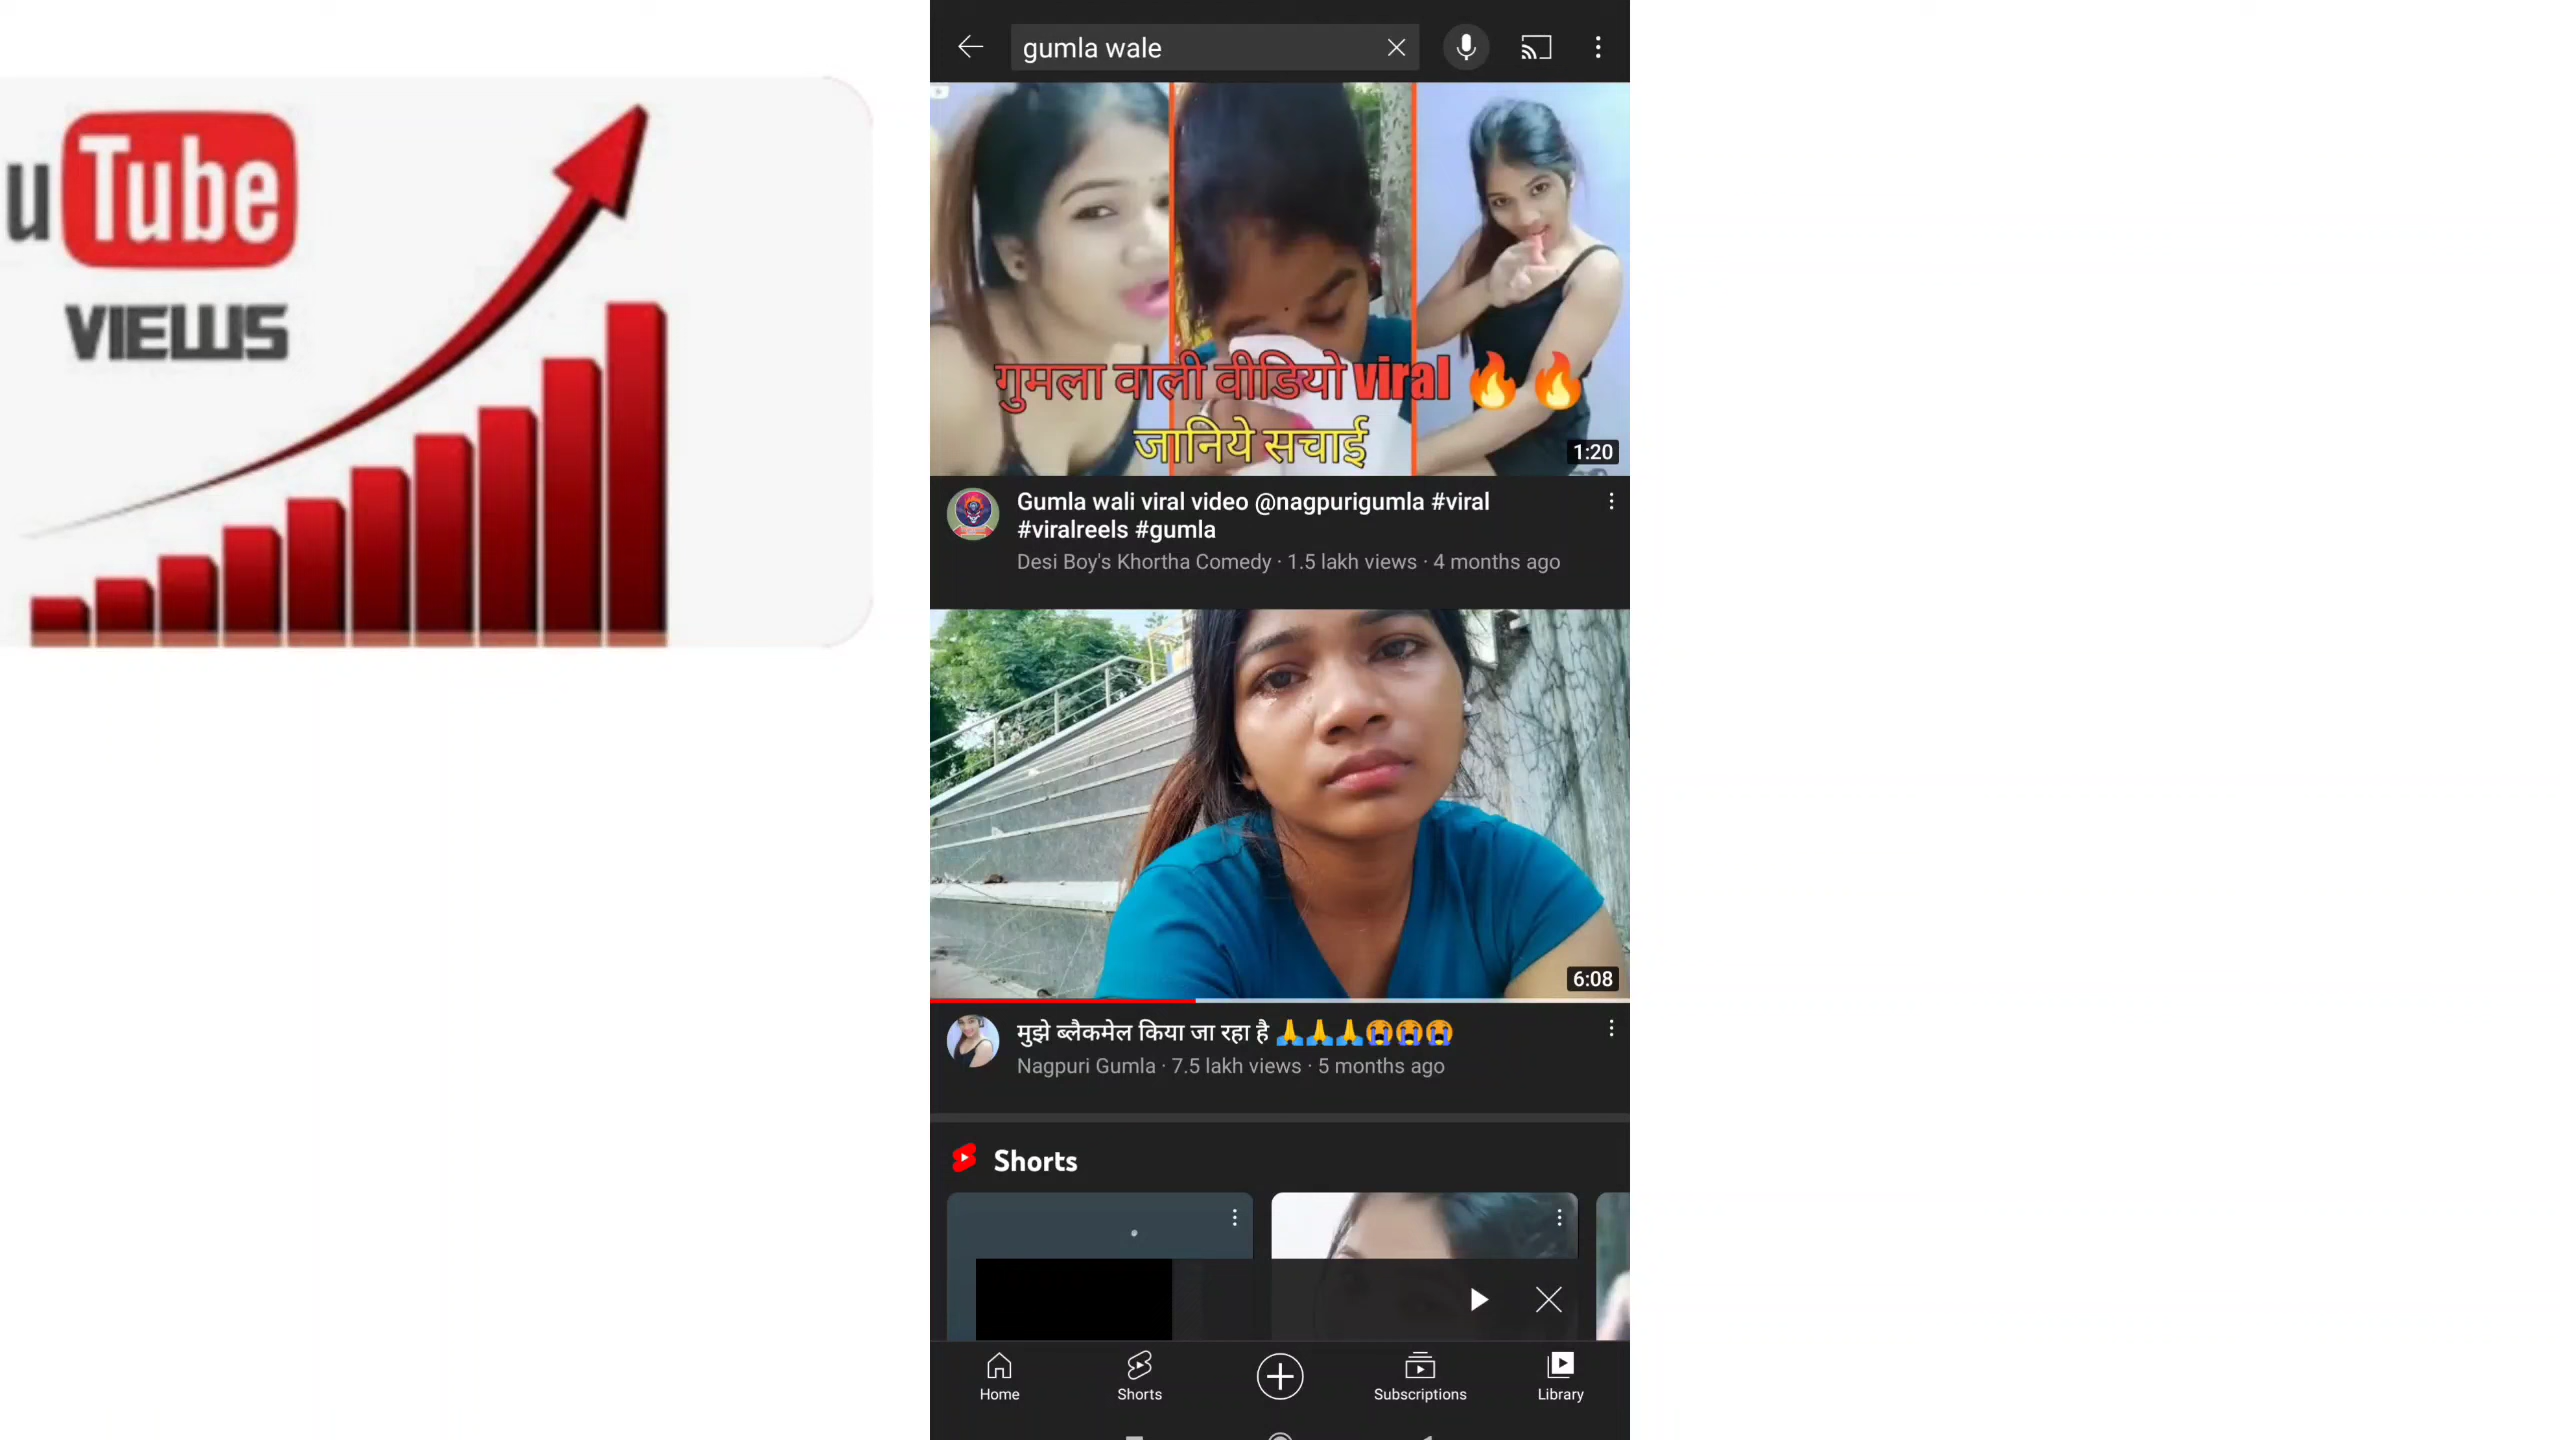 uTube
VIEWS
gumla wale
गुमला वाली वीडियो viral 🔥🔥
जानिये सचाई
1:20
Gumla wali viral video @nagpurigumla #viral
#viralreels #gumla
Desi Boy's Khortha Comedy · 1.5 lakh views · 4 months ago
6:08
मुझे ब्लैकमेल किया जा रहा है 🙏🙏🙏😭😭😭
Nagpuri Gumla · 7.5 lakh views · 5 months ago
Shorts
Home
Shorts
Subscriptions
Library